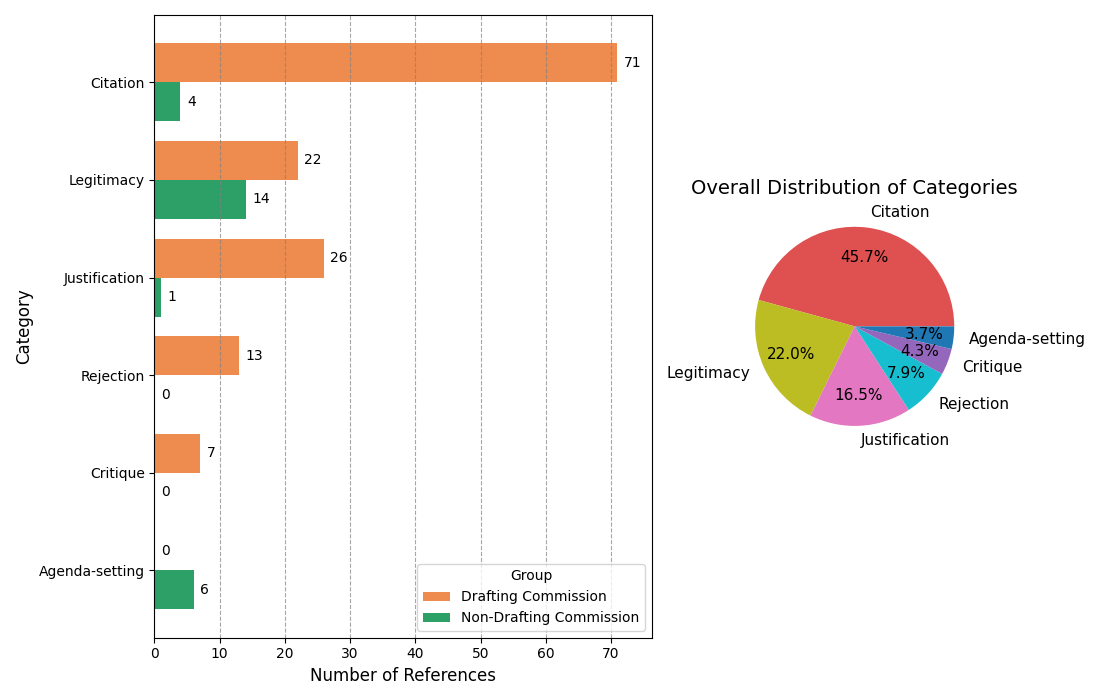 Category
Citation
Legitimacy
Justification
Rejection
Critique
Agenda-setting
71
4
22
14
26
1
13
0
7
0
0
6
Group
Drafting Commission
Non-Drafting Commission
0 10 20 30 40 50 60 70
Number of References
Overall Distribution of Categories
Citation
45.7%
Legitimacy
22.0%
Justification
16.5%
Rejection
7.9%
Critique
4.3%
Agenda-setting
3.7%